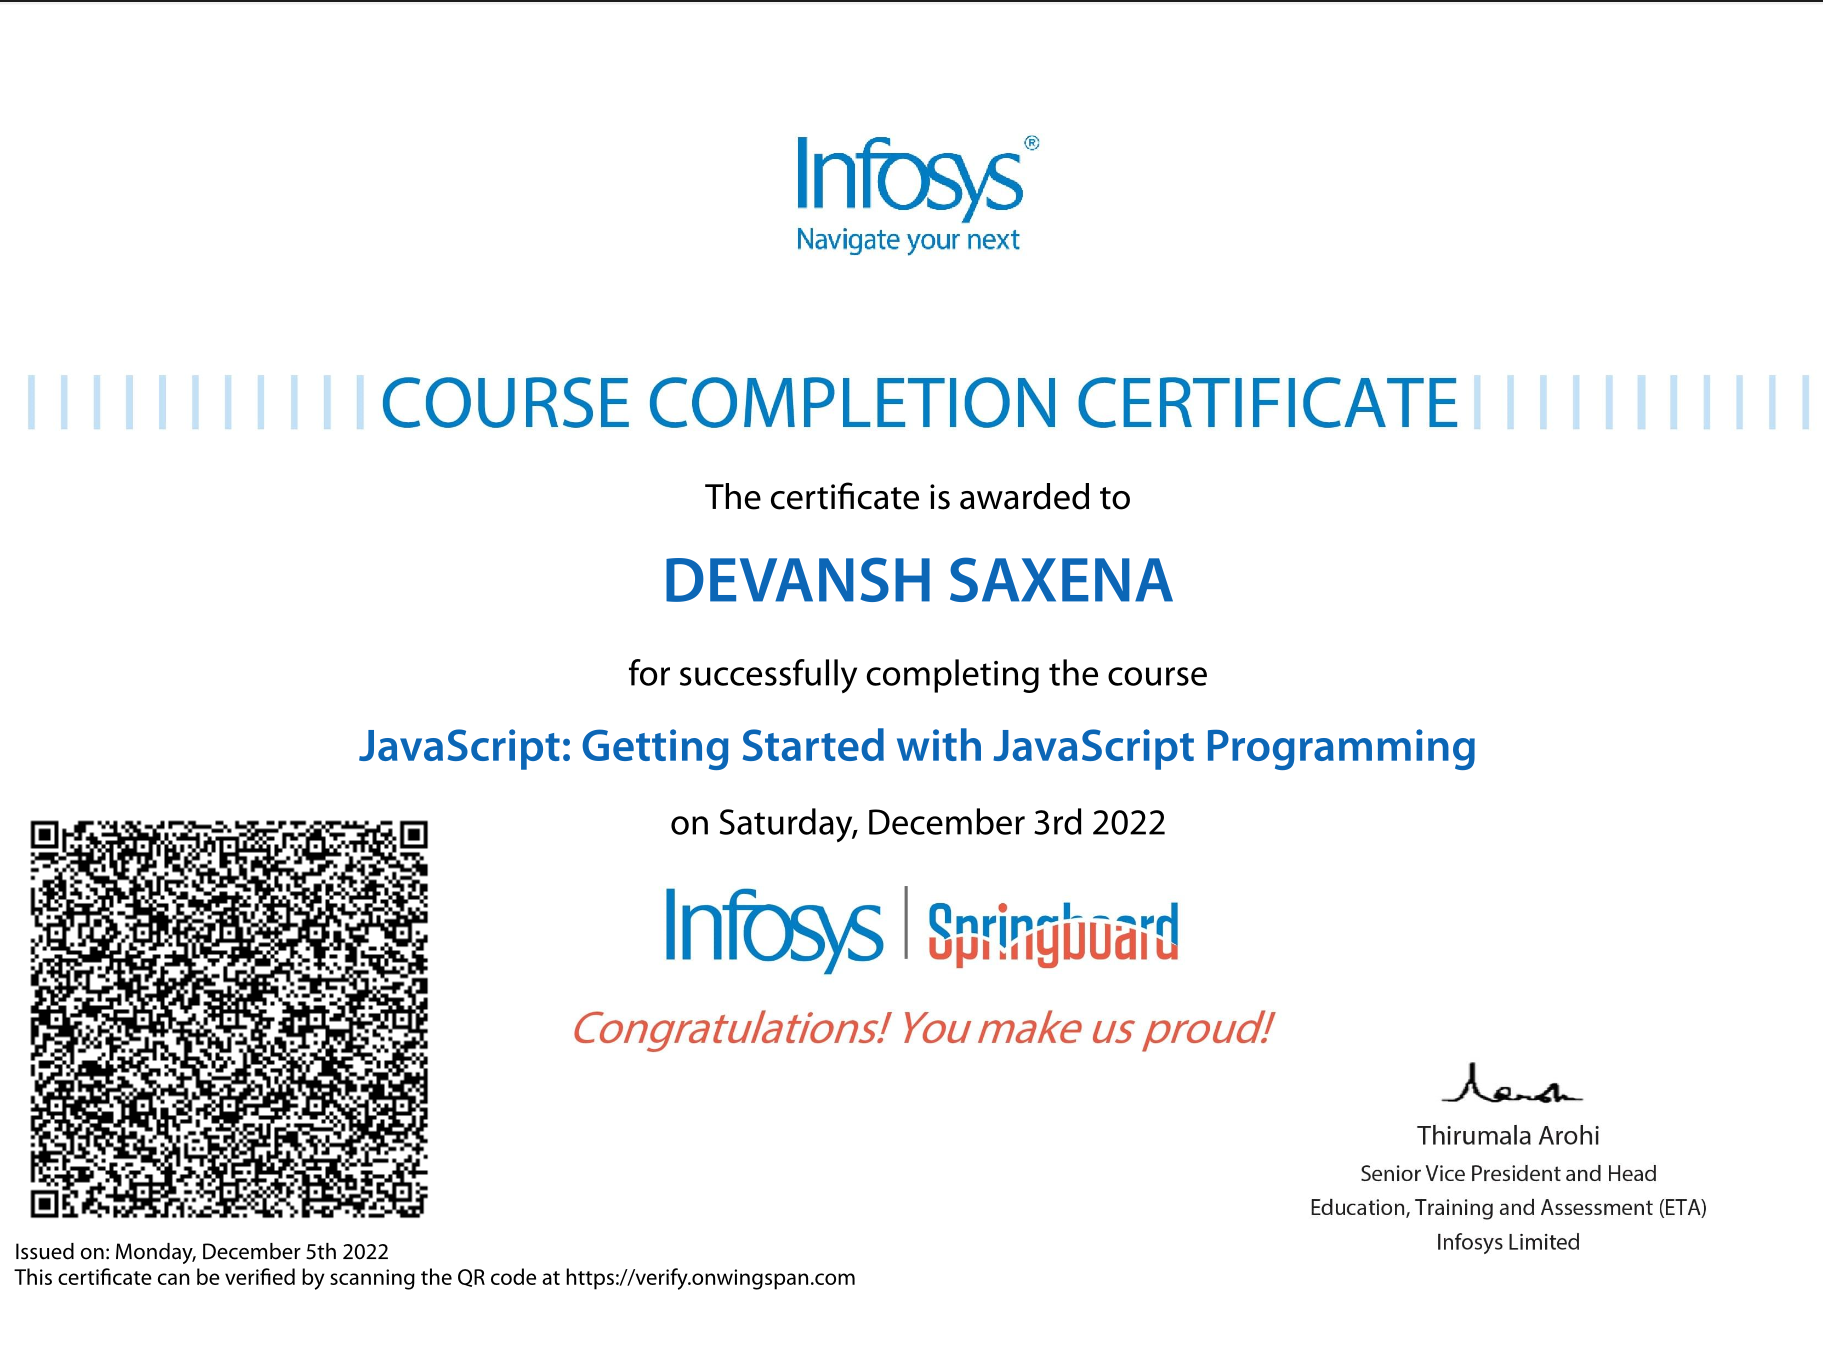 Infosys®
Navigate your next
COURSE COMPLETION CERTIFICATE
The certificate is awarded to
DEVANSH SAXENA
for successfully completing the course
JavaScript: Getting Started with JavaScript Programming
on Saturday, December 3rd 2022
Infosys | Springboard
Congratulations! You make us proud!
Thirumala Arohi
Senior Vice President and Head
Education, Training and Assessment (ETA)
Infosys Limited
Issued on: Monday, December 5th 2022
This certificate can be verified by scanning the QR code at https://verify.onwingspan.com